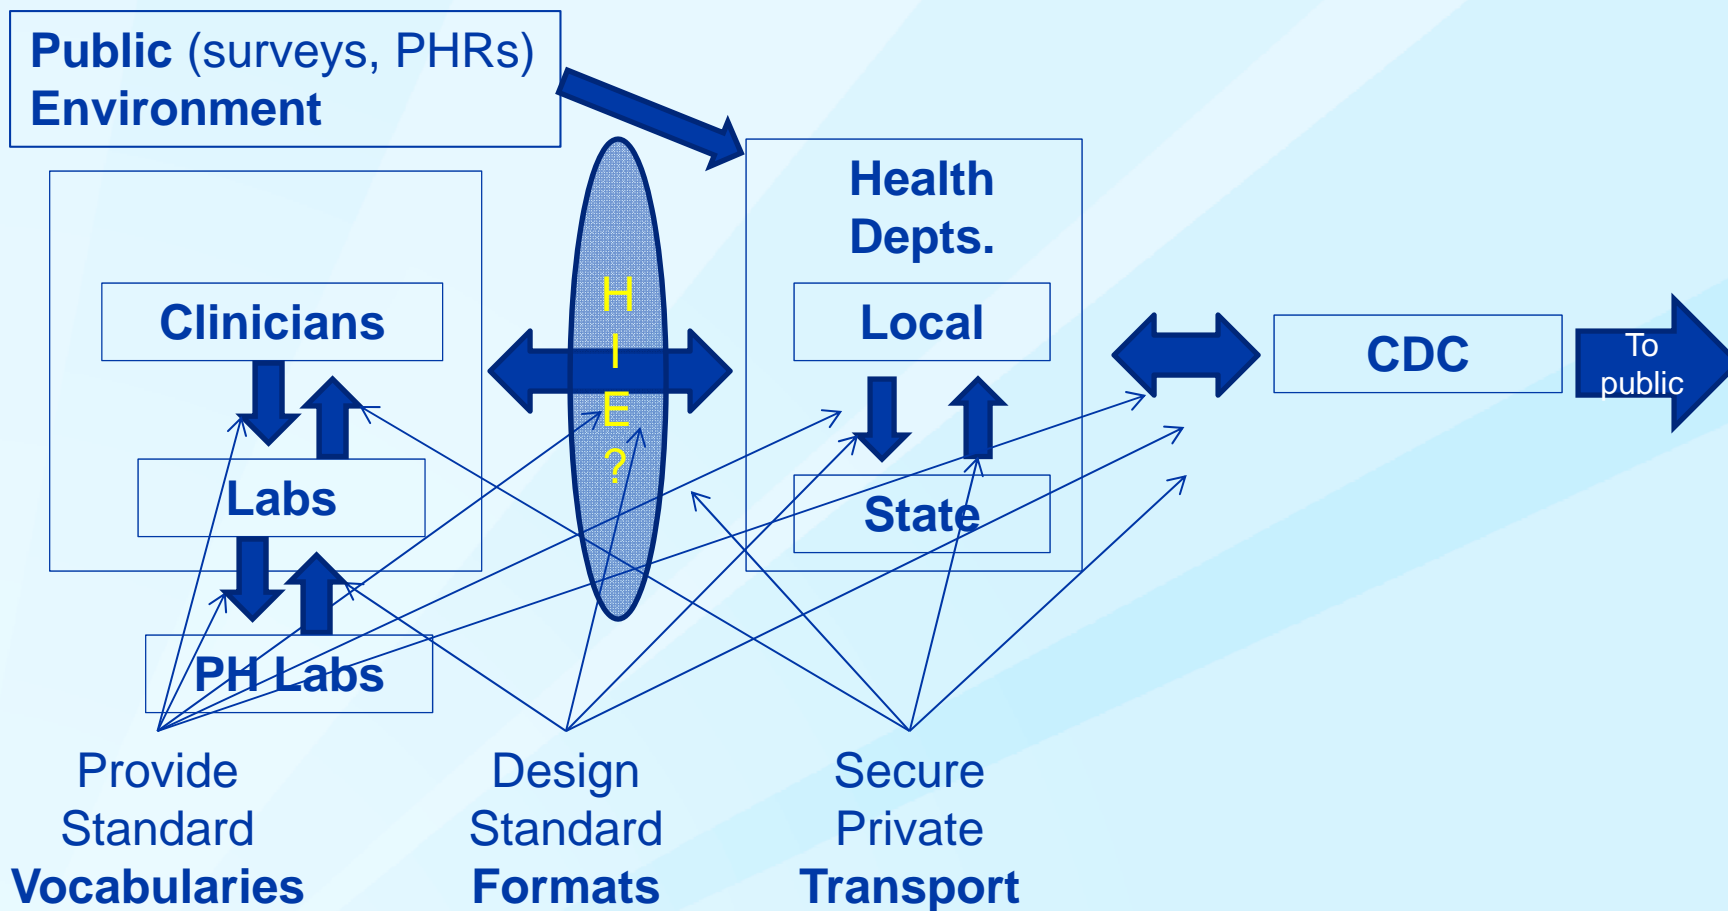 Public (surveys, PHRs)
Environment
Health
Depts.
Clinicians
H
I
E
?
Local
CDC
To
public
Labs
State
PH Labs
Provide
Standard
Vocabularies
Design
Standard
Formats
Secure
Private
Transport